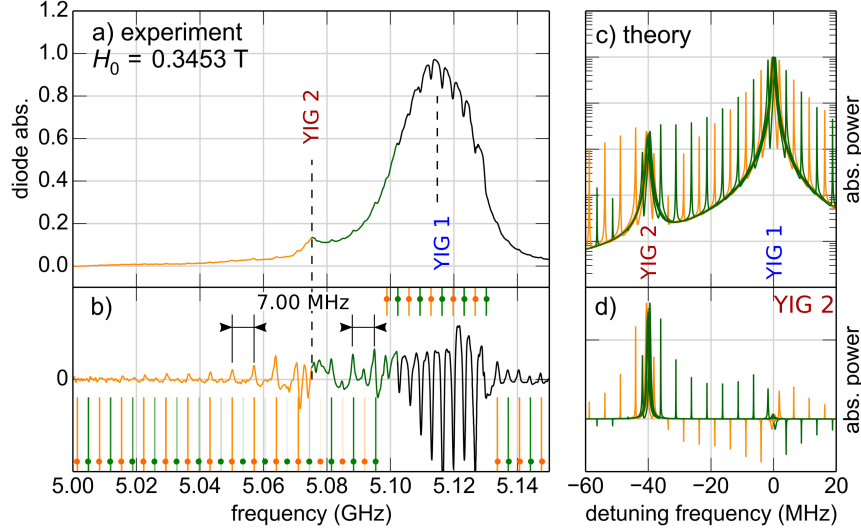 a) experiment
H₀ = 0.3453 T
YIG 2
YIG 1
diode abs.
1.2
1.0
0.8
0.6
0.4
0.2
0.0
b)
7.00 MHz
0
5.00 5.02 5.04 5.06 5.08 5.10 5.12 5.14
frequency (GHz)
c) theory
YIG 2
YIG 1
abs. power
d)
YIG 2
abs. power
−60 −40 −20 0 20
detuning frequency (MHz)